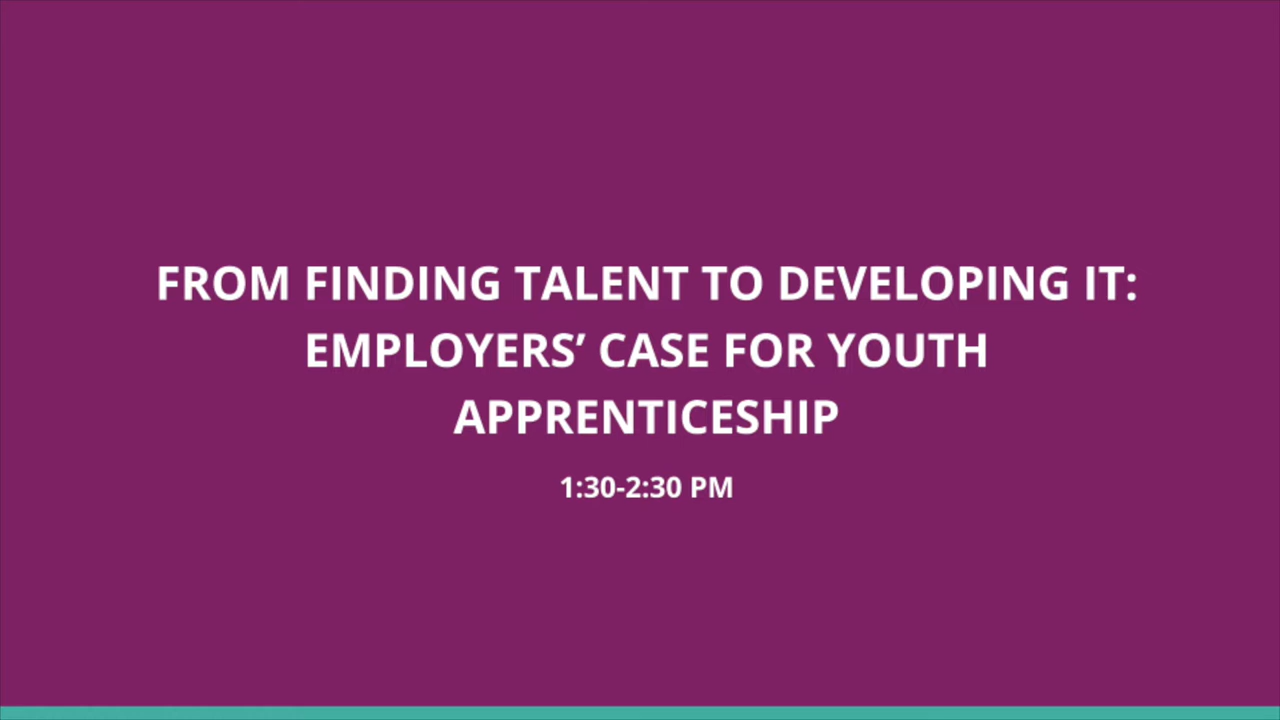 FROM FINDING TALENT TO DEVELOPING IT:
EMPLOYERS’ CASE FOR YOUTH
APPRENTICESHIP
1:30-2:30 PM